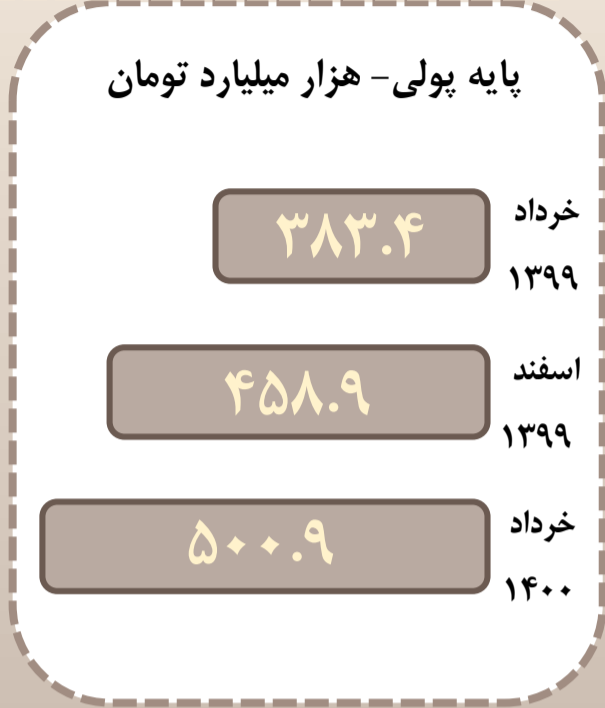 پایه پولی- هزار میلیارد تومان
خرداد
۱۳۹۹
۳۸۳.۴
اسفند
۱۳۹۹
۴۵۸.۹
خرداد
۱۴۰۰
۵۰۰.۹